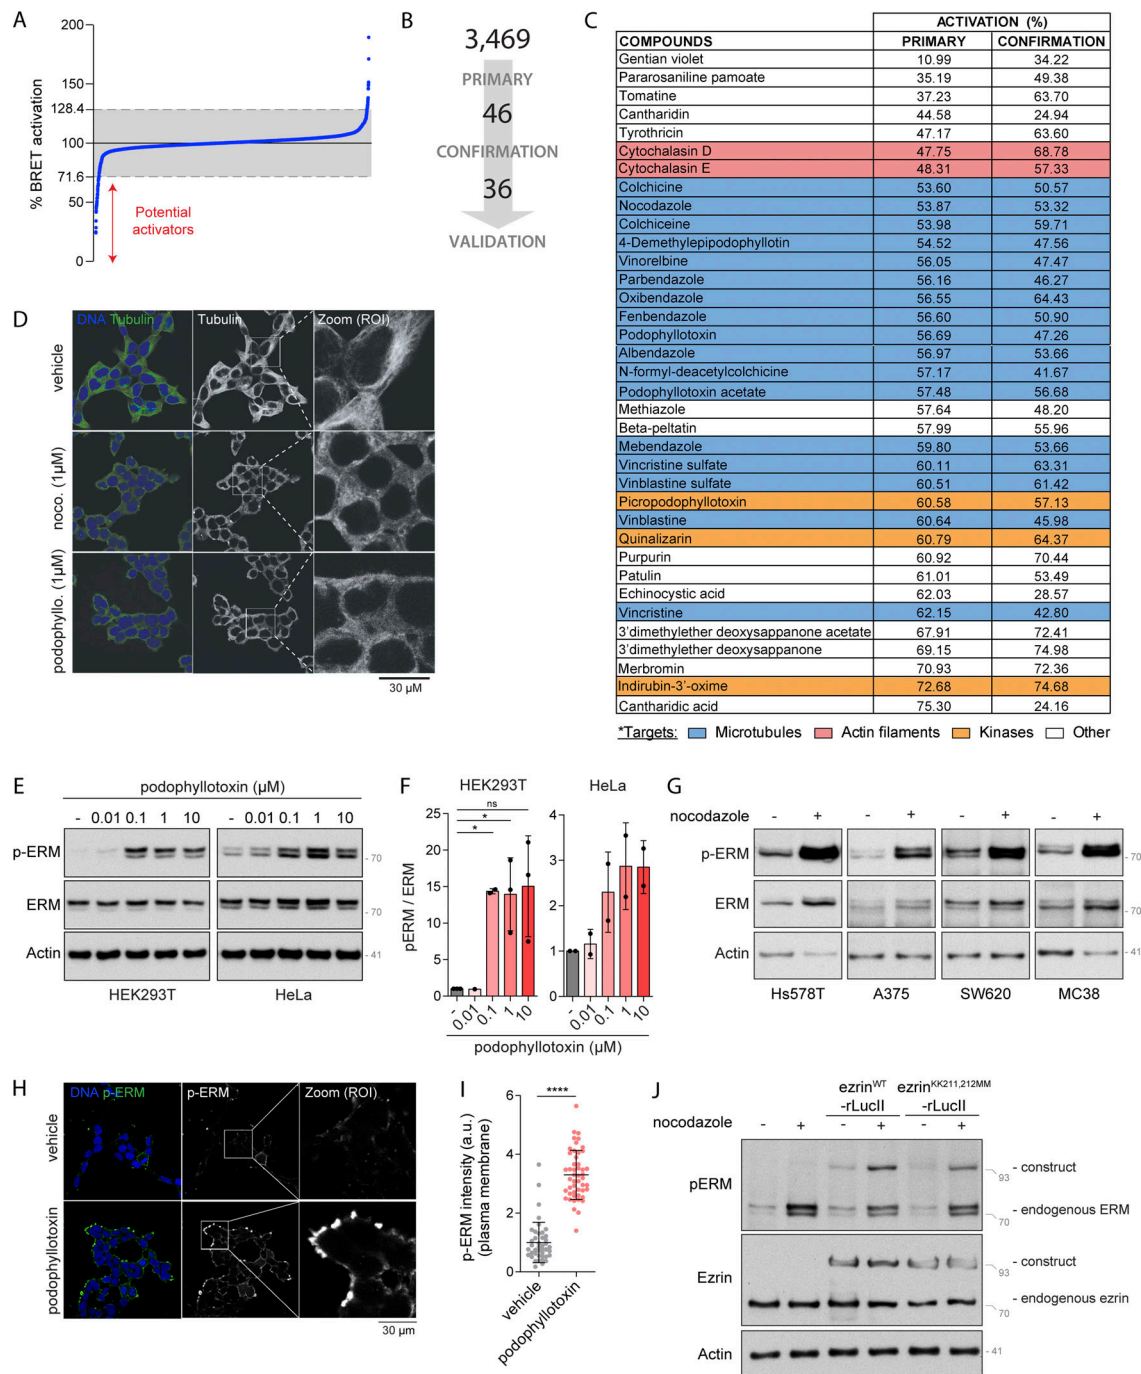 A
200
150
128.4
100
71.6
50
0
% BRET activation
Potential
activators
B
3,469
PRIMARY
46
CONFIRMATION
36
VALIDATION
C
ACTIVATION (%)
COMPOUNDS PRIMARY CONFIRMATION
Gentian violet 10.99 34.22
Pararosaniline pamoate 35.19 49.38
Tomatine 37.23 63.70
Cantharidin 44.58 24.94
Tyrothricin 47.17 63.60
Cytochalasin D 47.75 68.78
Cytochalasin E 48.31 57.33
Colchicine 53.60 50.57
Nocodazole 53.87 53.32
Colchiceine 53.98 59.71
4-Demethylepipodophyllotin 54.52 47.56
Vinorelbine 56.05 47.47
Parbendazole 56.16 46.27
Oxibendazole 56.55 64.43
Fenbendazole 56.60 50.90
Podophyllotoxin 56.69 47.26
Albendazole 56.97 53.66
N-formyl-deacetylcolchicine 57.17 41.67
Podophyllotoxin acetate 57.48 56.68
Methiazole 57.64 48.20
Beta-peltatin 57.99 55.96
Mebendazole 59.80 53.66
Vincristine sulfate 60.11 63.31
Vinblastine sulfate 60.51 61.42
Picropodophyllotoxin 60.58 57.13
Vinblastine 60.64 45.98
Quinalizarin 60.79 64.37
Purpurin 60.92 70.44
Patulin 61.01 53.49
Echinocystic acid 62.03 28.57
Vincristine 62.15 42.80
3'dimethylether deoxysappanone acetate 67.91 72.41
3'dimethylether deoxysappanone 69.15 74.98
Merbromin 70.93 72.36
Indirubin-3'-oxime 72.68 74.68
Cantharidic acid 75.30 24.16
*Targets: Microtubules Actin filaments Kinases Other
D
DNA Tubulin Tubulin Zoom (ROI)
vehicle
noco. (1µM)
podophyllo. (1µM)
30 µM
E
podophyllotoxin (µM)
- 0.01 0.1 1 10 - 0.01 0.1 1 10
p-ERM - 70
ERM - 70
Actin - 41
HEK293T HeLa
F
HEK293T HeLa
ns
*
*
25
20
15
10
5
0
4
3
2
1
0
pERM / ERM
- 0.01 0.1 1 10 - 0.01 0.1 1 10
podophyllotoxin (µM)
G
nocodazole - + - + - + - +
p-ERM - 70
ERM - 70
Actin - 41
Hs578T A375 SW620 MC38
H
DNA p-ERM p-ERM Zoom (ROI)
vehicle
podophyllotoxin
30 µm
I
****
6
4
2
0
p-ERM intensity (a.u.)
(plasma membrane)
vehicle
podophyllotoxin
J
ezrinWT ezrinKK211,212MM
-rLucII -rLucII
nocodazole - + - + - +
pERM
- construct
93
- endogenous ERM
70
Ezrin
- construct
93
- endogenous ezrin
70
Actin - 41